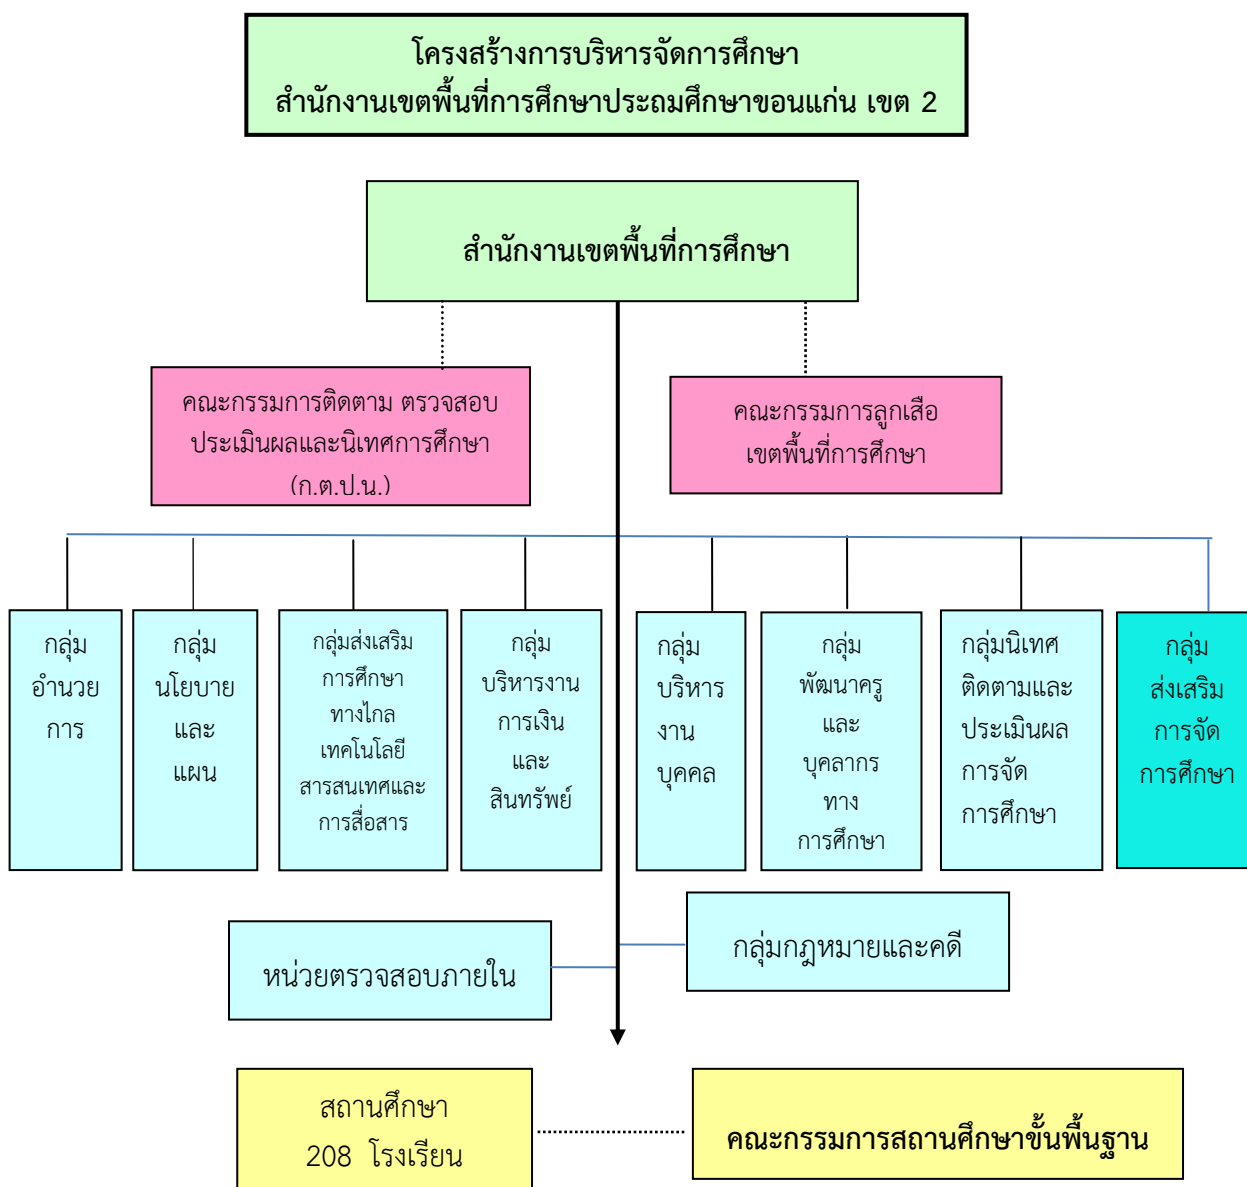 โครงสร้างการบริหารจัดการศึกษา
สำนักงานเขตพื้นที่การศึกษาประถมศึกษาขอนแก่น เขต 2
สำนักงานเขตพื้นที่การศึกษา
คณะกรรมการติดตาม ตรวจสอบ
ประเมินผลและนิเทศการศึกษา
(ก.ต.ป.น.)
คณะกรรมการลูกเสือ
เขตพื้นที่การศึกษา
กลุ่ม
อำนวย
การ
กลุ่ม
นโยบาย
และ
แผน
กลุ่มส่งเสริม
การศึกษา
ทางไกล
เทคโนโลยี
สารสนเทศและ
การสื่อสาร
กลุ่ม
บริหารงาน
การเงิน
และ
สินทรัพย์
กลุ่ม
บริหาร
งาน
บุคคล
กลุ่ม
พัฒนาครู
และ
บุคลากร
ทาง
การศึกษา
กลุ่มนิเทศ
ติดตามและ
ประเมินผล
การจัด
การศึกษา
กลุ่ม
ส่งเสริม
การจัด
การศึกษา
หน่วยตรวจสอบภายใน
กลุ่มกฎหมายและคดี
สถานศึกษา
208 โรงเรียน
คณะกรรมการสถานศึกษาขั้นพื้นฐาน